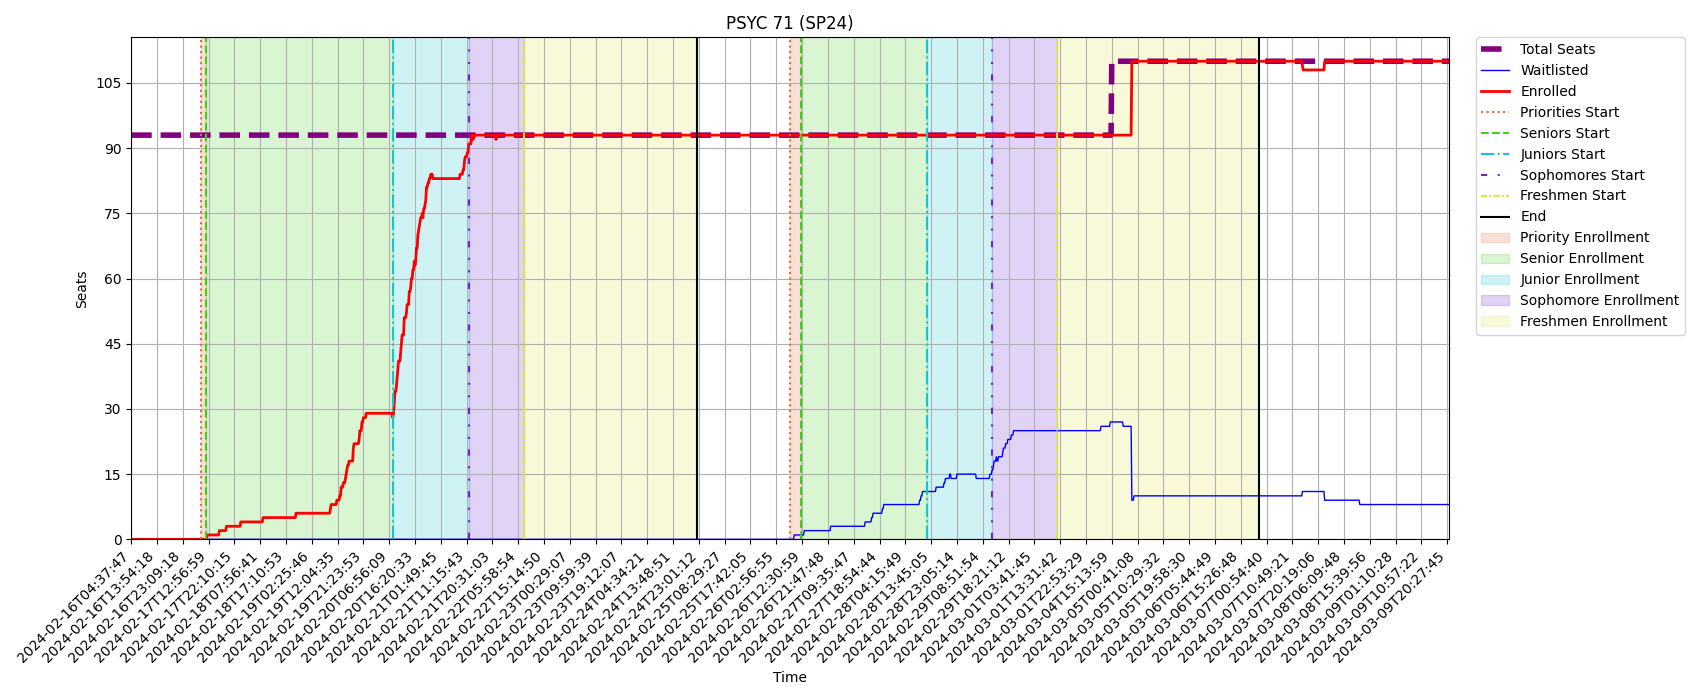 PSYC 71 (SP24)
Seats
105
90
75
60
45
30
15
0
2024-02-16T04:37:47
2024-02-16T13:54:18
2024-02-16T23:09:18
2024-02-17T12:56:59
2024-02-17T22:10:15
2024-02-18T07:56:41
2024-02-18T17:10:53
2024-02-19T02:25:46
2024-02-19T12:04:35
2024-02-19T21:23:53
2024-02-20T06:56:09
2024-02-20T16:20:33
2024-02-21T01:49:45
2024-02-21T11:15:43
2024-02-21T20:31:03
2024-02-22T05:58:54
2024-02-22T15:14:50
2024-02-23T00:29:07
2024-02-23T09:59:39
2024-02-23T19:12:07
2024-02-24T04:34:21
2024-02-24T13:48:51
2024-02-24T23:01:12
2024-02-25T08:29:27
2024-02-25T17:42:05
2024-02-26T02:56:55
2024-02-26T12:30:59
2024-02-26T21:47:48
2024-02-27T09:35:47
2024-02-27T18:54:44
2024-02-28T04:15:49
2024-02-28T13:45:05
2024-02-28T23:05:14
2024-02-29T08:51:54
2024-02-29T18:21:12
2024-03-01T03:41:45
2024-03-01T13:31:42
2024-03-01T22:53:29
2024-03-04T15:13:59
2024-03-05T00:41:08
2024-03-05T10:29:32
2024-03-05T19:58:30
2024-03-06T05:44:49
2024-03-06T15:26:48
2024-03-07T00:54:40
2024-03-07T10:49:21
2024-03-07T20:19:06
2024-03-08T06:09:48
2024-03-08T15:39:56
2024-03-09T01:10:28
2024-03-09T10:57:22
2024-03-09T20:27:45
Time
Total Seats
Waitlisted
Enrolled
Priorities Start
Seniors Start
Juniors Start
Sophomores Start
Freshmen Start
End
Priority Enrollment
Senior Enrollment
Junior Enrollment
Sophomore Enrollment
Freshmen Enrollment